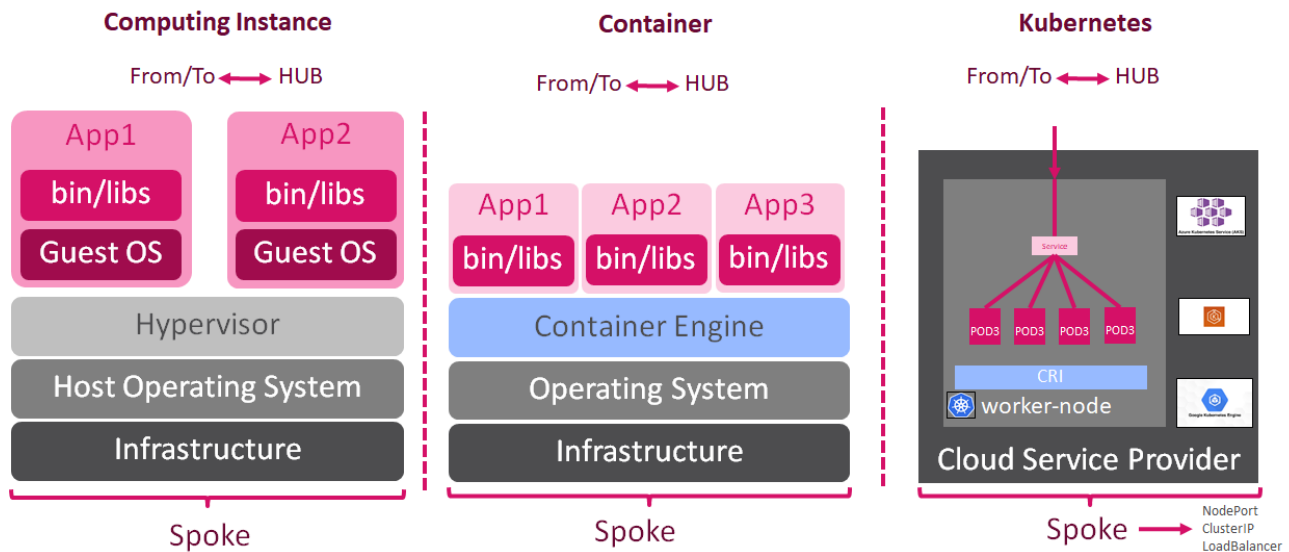 Computing Instance
From/To HUB
App1
bin/libs
Guest OS
App2
bin/libs
Guest OS
Hypervisor
Host Operating System
Infrastructure
Spoke
Container
From/To HUB
App1
bin/libs
App2
bin/libs
App3
bin/libs
Container Engine
Operating System
Infrastructure
Spoke
Kubernetes
From/To HUB
Service
POD3 POD3 POD3 POD3
CRI
worker-node
Azure Kubernetes Service (AKS)
Google Kubernetes Engine
Cloud Service Provider
Spoke
NodePort
ClusterIP
LoadBalancer